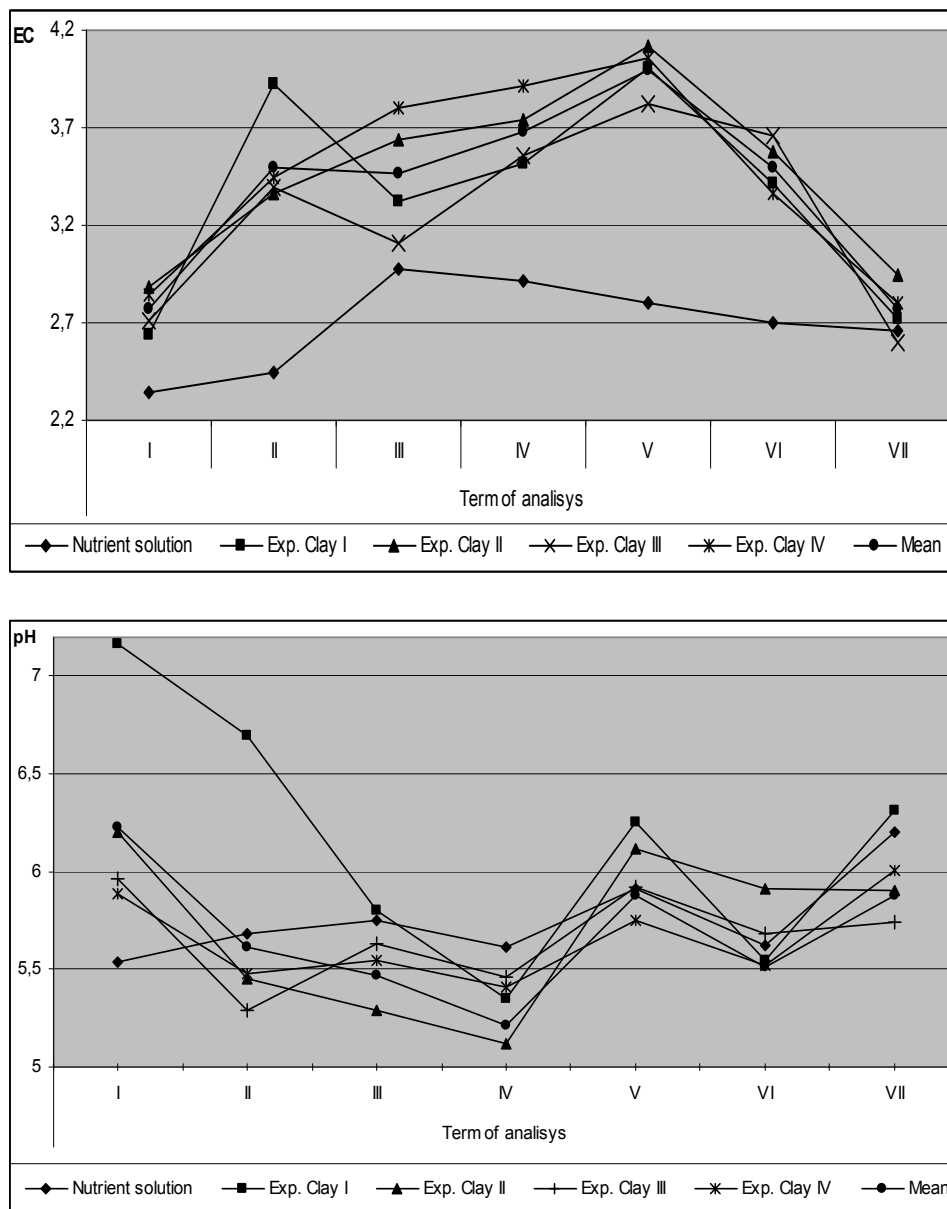 EC
4,2
3,7
3,2
2,7
2,2
I II III IV V VI VII
Term of analisys
Nutrient solution Exp. Clay I Exp. Clay II Exp. Clay III Exp. Clay IV Mean
pH
7
6,5
6
5,5
5
I II III IV V VI VII
Term of analisys
Nutrient solution Exp. Clay I Exp. Clay II Exp. Clay III Exp. Clay IV Mean